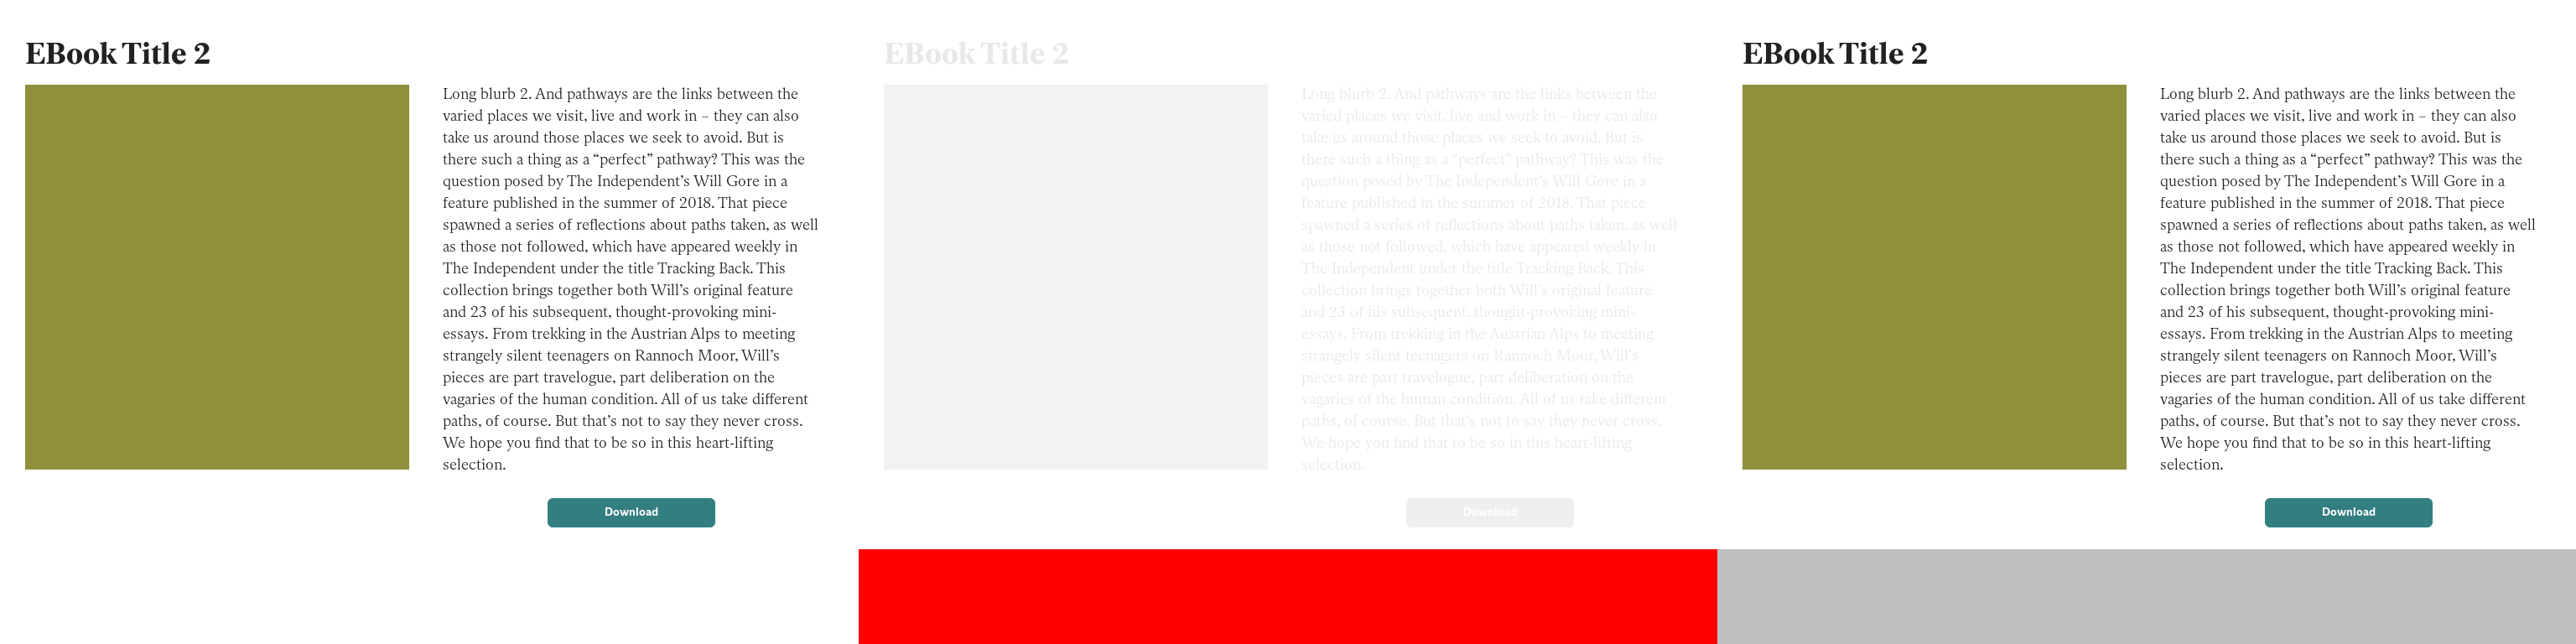 EBook Title 2
Long blurb 2. And pathways are the links between the
varied places we visit, live and work in – they can also
take us around those places we seek to avoid. But is
there such a thing as a “perfect” pathway? This was the
question posed by The Independent’s Will Gore in a
feature published in the summer of 2018. That piece
spawned a series of reflections about paths taken, as well
as those not followed, which have appeared weekly in
The Independent under the title Tracking Back. This
collection brings together both Will’s original feature
and 23 of his subsequent, thought-provoking mini-
essays. From trekking in the Austrian Alps to meeting
strangely silent teenagers on Rannoch Moor, Will’s
pieces are part travelogue, part deliberation on the
vagaries of the human condition. All of us take different
paths, of course. But that’s not to say they never cross.
We hope you find that to be so in this heart-lifting
selection.
Download
EBook Title 2
Long blurb 2. And pathways are the links between the
varied places we visit, live and work in – they can also
take us around those places we seek to avoid. But is
there such a thing as a “perfect” pathway? This was the
question posed by The Independent’s Will Gore in a
feature published in the summer of 2018. That piece
spawned a series of reflections about paths taken, as well
as those not followed, which have appeared weekly in
The Independent under the title Tracking Back. This
collection brings together both Will’s original feature
and 23 of his subsequent, thought-provoking mini-
essays. From trekking in the Austrian Alps to meeting
strangely silent teenagers on Rannoch Moor, Will’s
pieces are part travelogue, part deliberation on the
vagaries of the human condition. All of us take different
paths, of course. But that’s not to say they never cross.
We hope you find that to be so in this heart-lifting
selection.
Download
EBook Title 2
Long blurb 2. And pathways are the links between the
varied places we visit, live and work in – they can also
take us around those places we seek to avoid. But is
there such a thing as a “perfect” pathway? This was the
question posed by The Independent’s Will Gore in a
feature published in the summer of 2018. That piece
spawned a series of reflections about paths taken, as well
as those not followed, which have appeared weekly in
The Independent under the title Tracking Back. This
collection brings together both Will’s original feature
and 23 of his subsequent, thought-provoking mini-
essays. From trekking in the Austrian Alps to meeting
strangely silent teenagers on Rannoch Moor, Will’s
pieces are part travelogue, part deliberation on the
vagaries of the human condition. All of us take different
paths, of course. But that’s not to say they never cross.
We hope you find that to be so in this heart-lifting
selection.
Download